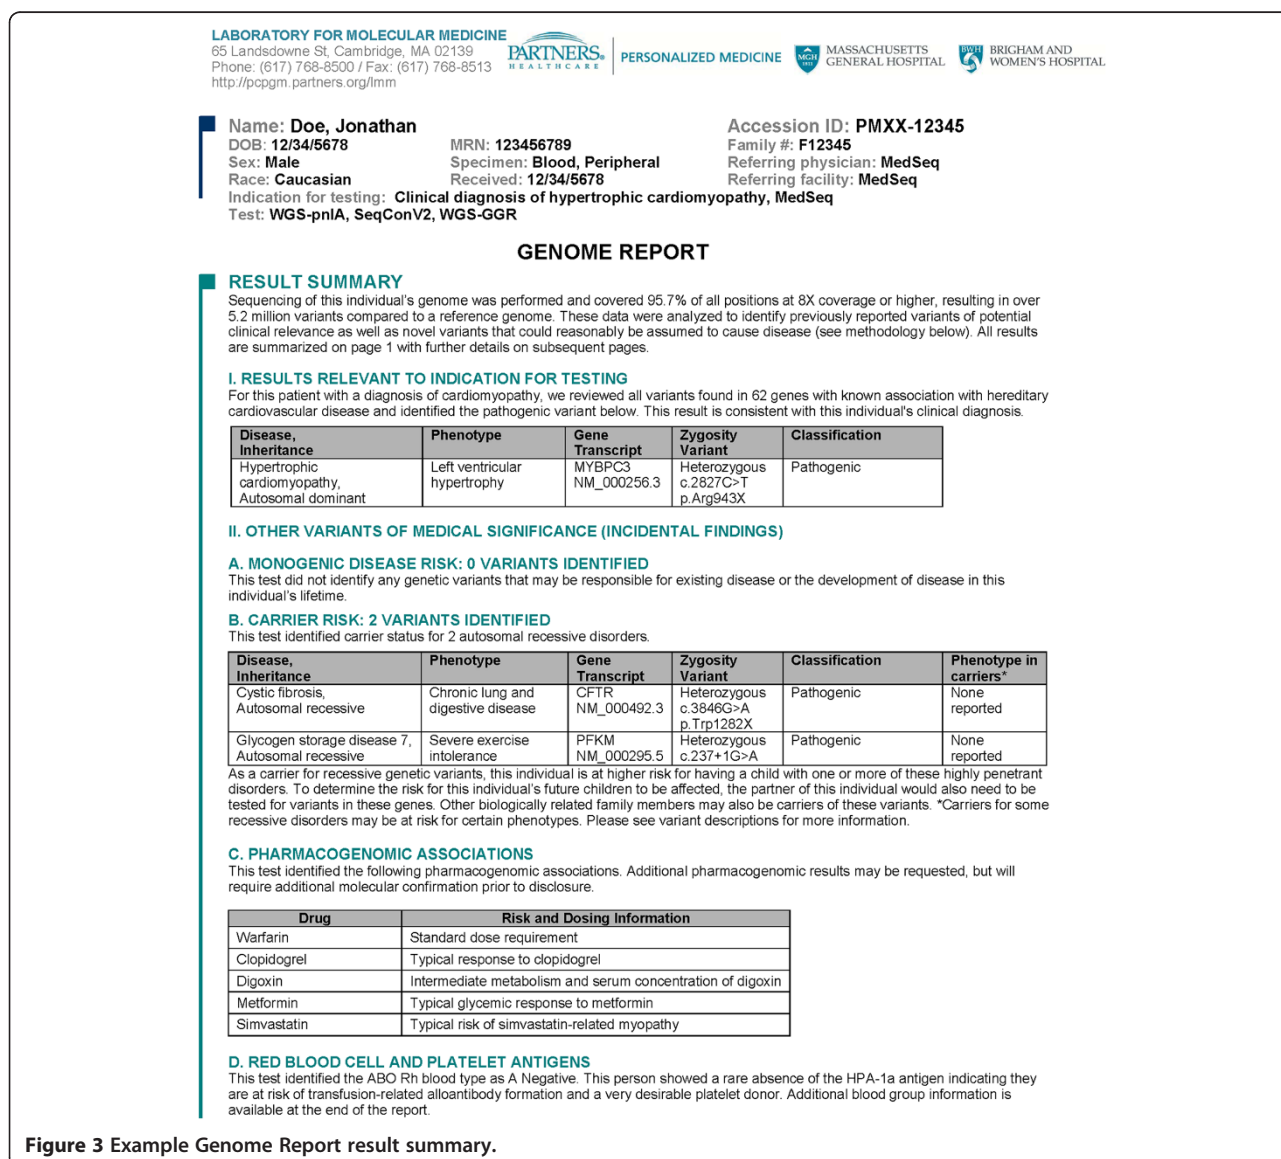 LABORATORY FOR MOLECULAR MEDICINE
65 Landsdowne St, Cambridge, MA 02139
Phone: (617) 768-8500 / Fax: (617) 768-8513
http://pcpgm.partners.org/lmm
PARTNERS®
HEALTHCARE
PERSONALIZED MEDICINE
MGH
1811
MASSACHUSETTS
GENERAL HOSPITAL
BWH
BRIGHAM AND
WOMEN'S HOSPITAL
Name: Doe, Jonathan Accession ID: PMXX-12345
DOB: 12/34/5678 MRN: 123456789 Family #: F12345
Sex: Male Specimen: Blood, Peripheral Referring physician: MedSeq
Race: Caucasian Received: 12/34/5678 Referring facility: MedSeq
Indication for testing: Clinical diagnosis of hypertrophic cardiomyopathy, MedSeq
Test: WGS-pnlA, SeqConV2, WGS-GGR
GENOME REPORT
RESULT SUMMARY
Sequencing of this individual's genome was performed and covered 95.7% of all positions at 8X coverage or higher, resulting in over
5.2 million variants compared to a reference genome. These data were analyzed to identify previously reported variants of potential
clinical relevance as well as novel variants that could reasonably be assumed to cause disease (see methodology below). All results
are summarized on page 1 with further details on subsequent pages.
I. RESULTS RELEVANT TO INDICATION FOR TESTING
For this patient with a diagnosis of cardiomyopathy, we reviewed all variants found in 62 genes with known association with hereditary
cardiovascular disease and identified the pathogenic variant below. This result is consistent with this individual's clinical diagnosis.
Disease, Phenotype Gene Zygosity Classification
Inheritance Transcript Variant
Hypertrophic Left ventricular MYBPC3 Heterozygous Pathogenic
cardiomyopathy, hypertrophy NM_000256.3 c.2827C>T
Autosomal dominant p.Arg943X
II. OTHER VARIANTS OF MEDICAL SIGNIFICANCE (INCIDENTAL FINDINGS)
A. MONOGENIC DISEASE RISK: 0 VARIANTS IDENTIFIED
This test did not identify any genetic variants that may be responsible for existing disease or the development of disease in this
individual's lifetime.
B. CARRIER RISK: 2 VARIANTS IDENTIFIED
This test identified carrier status for 2 autosomal recessive disorders.
Disease, Phenotype Gene Zygosity Classification Phenotype in
Inheritance Transcript Variant carriers*
Cystic fibrosis, Chronic lung and CFTR Heterozygous Pathogenic None
Autosomal recessive digestive disease NM_000492.3 c.3846G>A reported
p.Trp1282X
Glycogen storage disease 7, Severe exercise PFKM Heterozygous Pathogenic None
Autosomal recessive intolerance NM_000295.5 c.237+1G>A reported
As a carrier for recessive genetic variants, this individual is at higher risk for having a child with one or more of these highly penetrant
disorders. To determine the risk for this individual's future children to be affected, the partner of this individual would also need to be
tested for variants in these genes. Other biologically related family members may also be carriers of these variants. *Carriers for some
recessive disorders may be at risk for certain phenotypes. Please see variant descriptions for more information.
C. PHARMACOGENOMIC ASSOCIATIONS
This test identified the following pharmacogenomic associations. Additional pharmacogenomic results may be requested, but will
require additional molecular confirmation prior to disclosure.
Drug Risk and Dosing Information
Warfarin Standard dose requirement
Clopidogrel Typical response to clopidogrel
Digoxin Intermediate metabolism and serum concentration of digoxin
Metformin Typical glycemic response to metformin
Simvastatin Typical risk of simvastatin-related myopathy
D. RED BLOOD CELL AND PLATELET ANTIGENS
This test identified the ABO Rh blood type as A Negative. This person showed a rare absence of the HPA-1a antigen indicating they
are at risk of transfusion-related alloantibody formation and a very desirable platelet donor. Additional blood group information is
available at the end of the report.
Figure 3 Example Genome Report result summary.